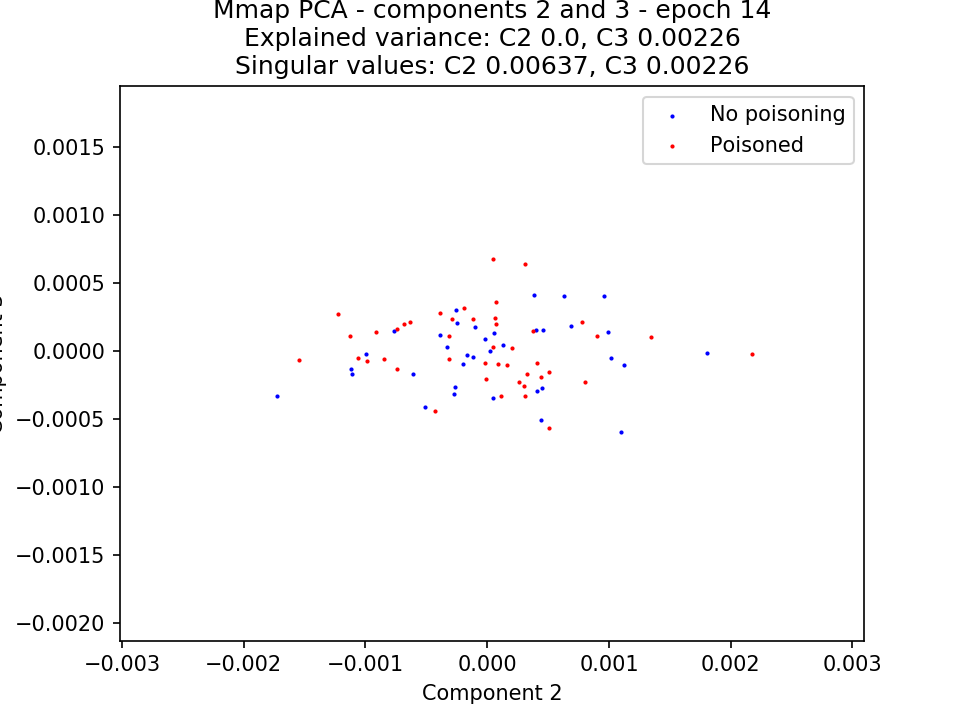 Mmap PCA - components 2 and 3 - epoch 14
Explained variance: C2 0.0, C3 0.00226
Singular values: C2 0.00637, C3 0.00226
No poisoning
Poisoned
0.0015
0.0010
0.0005
0.0000
−0.0005
−0.0010
−0.0015
−0.0020
−0.003 −0.002 −0.001 0.000 0.001 0.002 0.003
Component 2